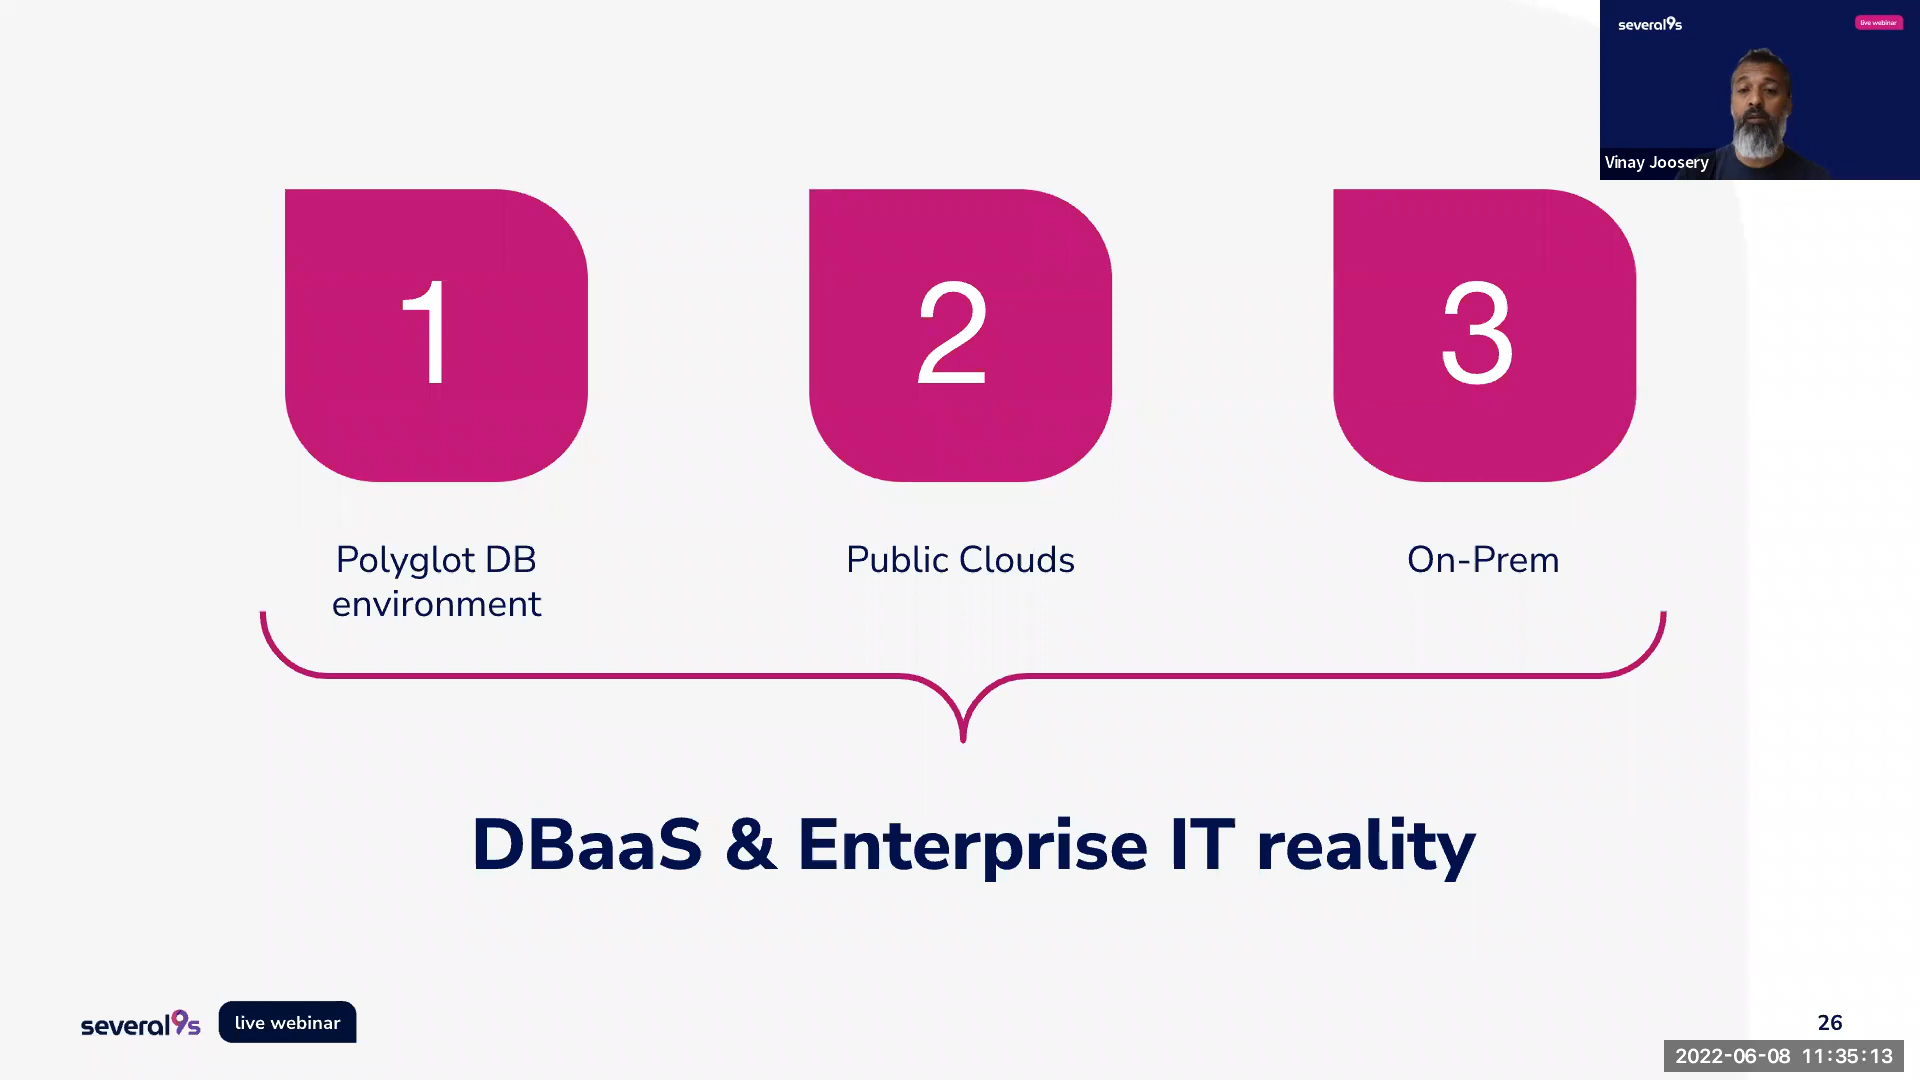 several9s
live webinar
Vinay Joosery
1
2
3
Polyglot DB
environment
Public Clouds
On-Prem
DBaaS & Enterprise IT reality
several9s
live webinar
26
2022-06-08 11:35:13